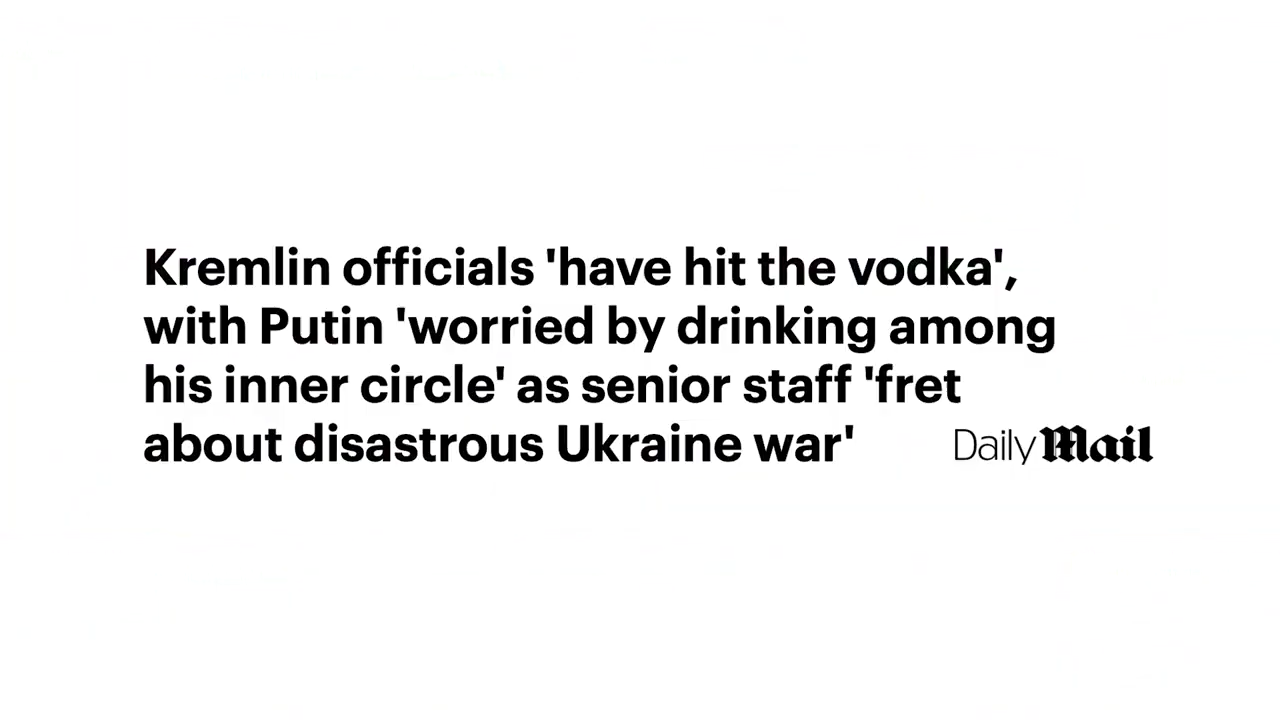 Kremlin officials 'have hit the vodka',
with Putin 'worried by drinking among
his inner circle' as senior staff 'fret
about disastrous Ukraine war'
Daily Mail